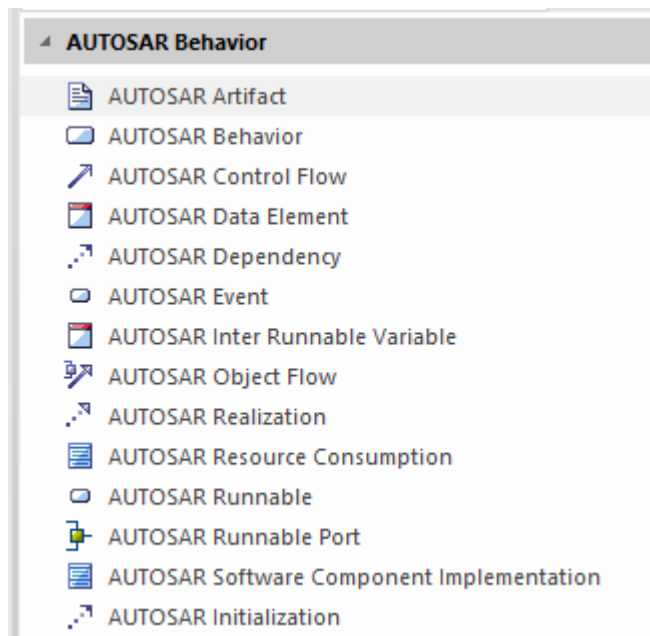 AUTOSAR Behavior
AUTOSAR Artifact
AUTOSAR Behavior
AUTOSAR Control Flow
AUTOSAR Data Element
AUTOSAR Dependency
AUTOSAR Event
AUTOSAR Inter Runnable Variable
AUTOSAR Object Flow
AUTOSAR Realization
AUTOSAR Resource Consumption
AUTOSAR Runnable
AUTOSAR Runnable Port
AUTOSAR Software Component Implementation
AUTOSAR Initialization